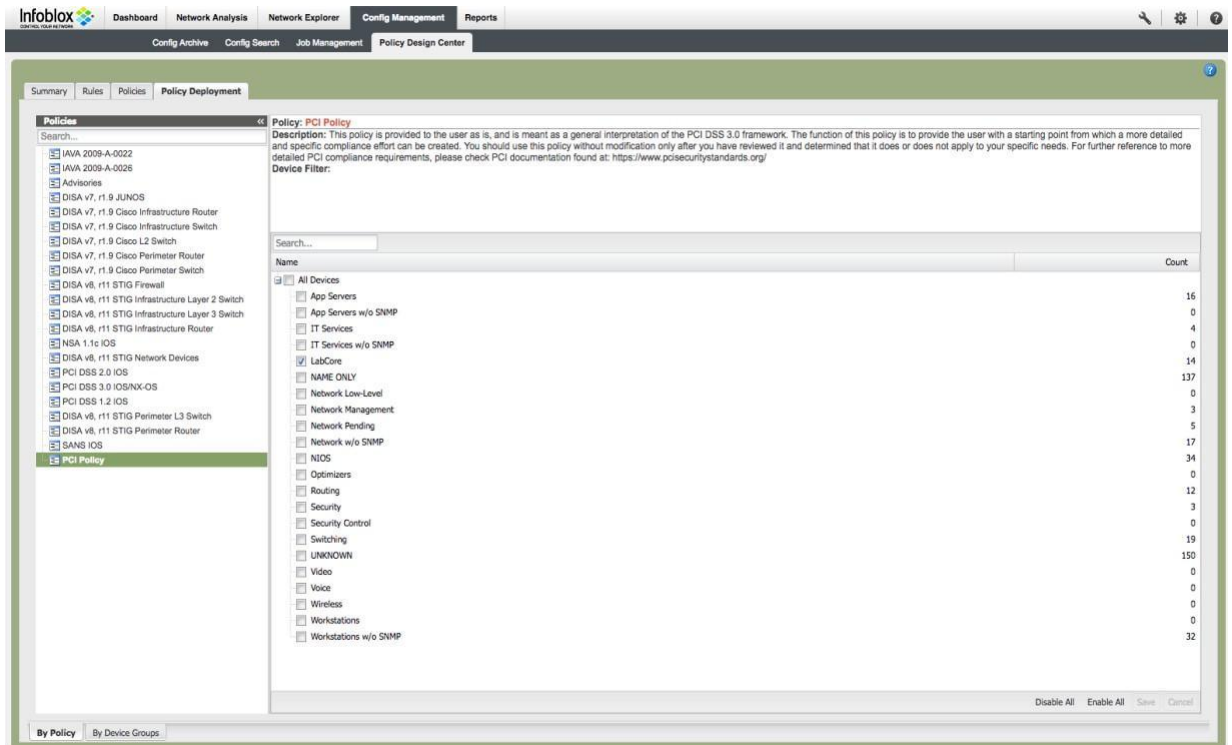 Infoblox
CONTROL YOUR NETWORK
Dashboard
Network Analysis
Network Explorer
Config Management
Reports
Config Archive
Config Search
Job Management
Policy Design Center
Summary
Rules
Policies
Policy Deployment
Policies
Search...
IAVA 2009-A-0022
IAVA 2009-A-0026
Advisories
DISA v7, r1.9 JUNOS
DISA v7, r1.9 Cisco Infrastructure Router
DISA v7, r1.9 Cisco Infrastructure Switch
DISA v7, r1.9 Cisco L2 Switch
DISA v7, r1.9 Cisco Perimeter Router
DISA v7, r1.9 Cisco Perimeter Switch
DISA v8, r11 STIG Firewall
DISA v8, r11 STIG Infrastructure Layer 2 Switch
DISA v8, r11 STIG Infrastructure Layer 3 Switch
DISA v8, r11 STIG Infrastructure Router
NSA 1.1c IOS
DISA v8, r11 STIG Network Devices
PCI DSS 2.0 IOS
PCI DSS 3.0 IOS/NX-OS
PCI DSS 1.2 IOS
DISA v8, r11 STIG Perimeter L3 Switch
DISA v8, r11 STIG Perimeter Router
SANS IOS
PCI Policy
Policy: PCI Policy
Description: This policy is provided to the user as is, and is meant as a general interpretation of the PCI DSS 3.0 framework. The function of this policy is to provide the user with a starting point from which a more detailed
and specific compliance effort can be created. You should use this policy without modification only after you have reviewed it and determined that it does or does not apply to your specific needs. For further reference to more
detailed PCI compliance requirements, please check PCI documentation found at: https://www.pcisecuritystandards.org/
Device Filter:
Search...
Name Count
All Devices
App Servers 16
App Servers w/o SNMP 0
IT Services 4
IT Services w/o SNMP 0
LabCore 14
NAME ONLY 137
Network Low-Level 0
Network Management 3
Network Pending 5
Network w/o SNMP 17
NIOS 34
Optimizers 0
Routing 12
Security 3
Security Control 0
Switching 19
UNKNOWN 150
Video 0
Voice 0
Wireless 0
Workstations 0
Workstations w/o SNMP 32
Disable All Enable All Save Cancel
By Policy
By Device Groups